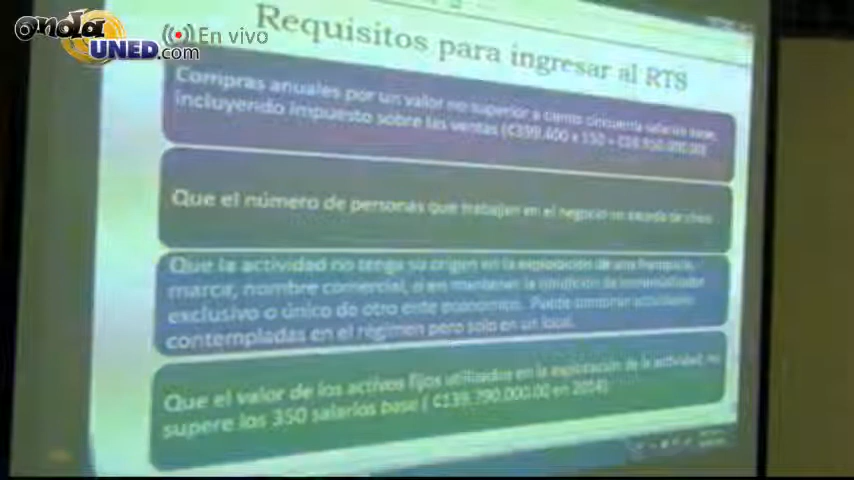 onda
UNED.com
En vivo
Requisitos para ingresar al RTS
Compras anuales por un valor no superior a ciento cincuenta salarios base,
incluyendo impuesto sobre las ventas (₡399.400 x 150 =
Que el número de personas que trabajan en el negocio no exceda de cinco
Que la actividad no tenga su origen en la explotación de una franquicia,
marca, nombre comercial, o en mantener la condición de comercializador
exclusivo o único de otro ente económico. Puede combinar actividades
contempladas en el régimen pero solo en un local.
Que el valor de los activos fijos utilizados en la explotación de la actividad, no
supere los 350 salarios base ( ₡139.790.000.00 en 2014)